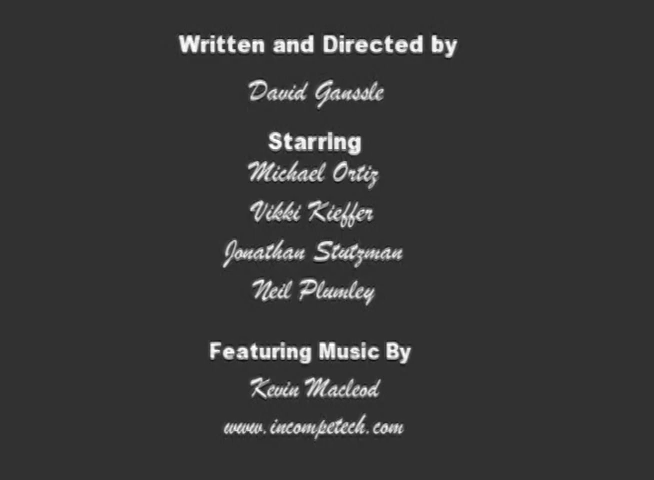 Written and Directed by
David Ganssle
Starring
Michael Ortiz
Vikki Kieffer
Jonathan Stutzman
Neil Plumley
Featuring Music By
Kevin Macleod
www.incompetech.com